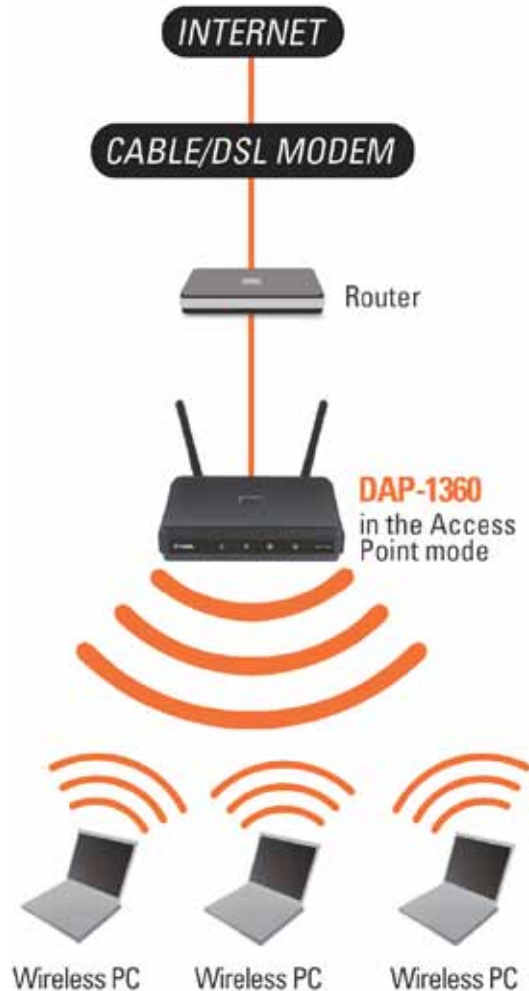 INTERNET
CABLE/DSL MODEM
Router
DAP-1360
in the Access
Point mode
Wireless PC
Wireless PC
Wireless PC